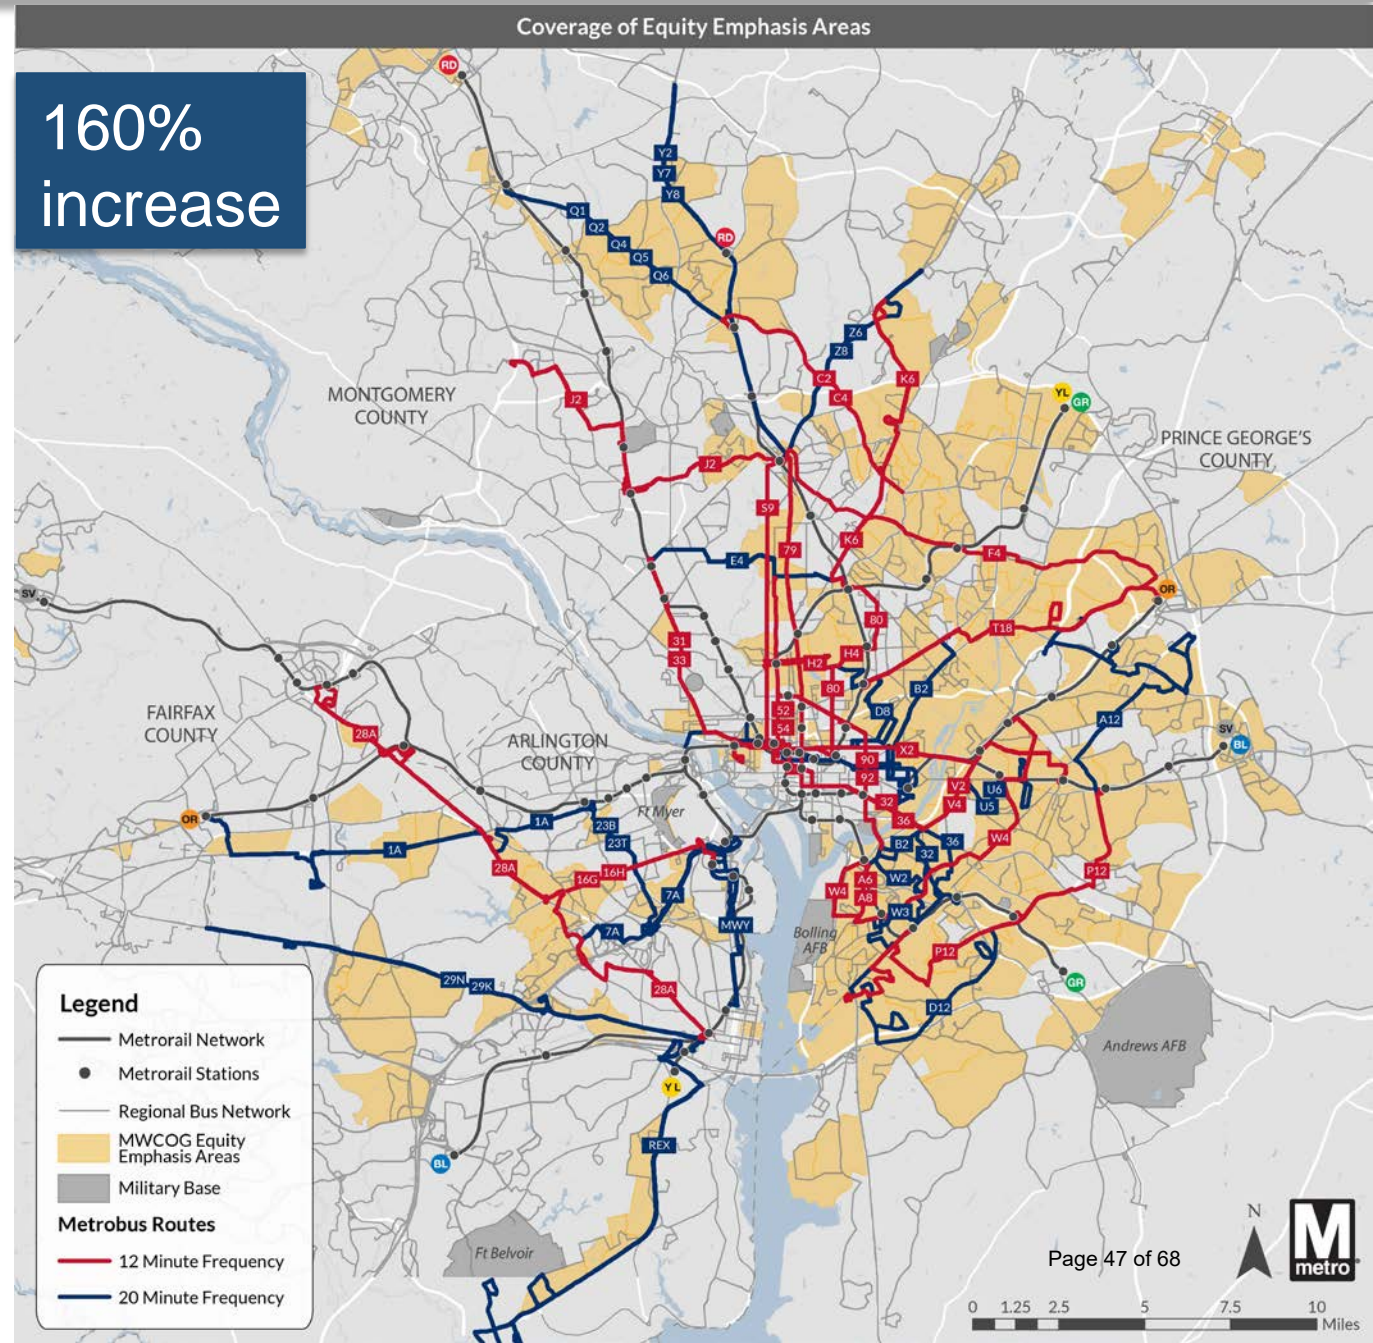 Coverage of Equity Emphasis Areas
160%
increase
RD
Y2
Y7
Y8
Q1
Q2
Q4
Q5
Q6
RD
Z6
Z8
C2
C4
K6
YL
GR
MONTGOMERY
COUNTY
J2
PRINCE GEORGE'S
COUNTY
J2
S9
79
K6
E4
F4
OR
SV
80
T18
31
33
H2
H4
80
B2
D8
52
54
A12
FAIRFAX
COUNTY
28A
ARLINGTON
COUNTY
X2
SV
BL
90
92
V2
V4
U6
U5
Ft Myer
32
36
OR
1A
23B
23T
1A
B2
36
32
W4
28A
16G
16H
W2
P12
7A
W4
A6
A8
W3
7A
MWY
Bolling
AFB
P12
GR
29N
29K
28A
D12
Andrews AFB
YL
REX
BL
Ft Belvoir
Legend
Metrorail Network
Metrorail Stations
Regional Bus Network
MWCOG Equity
Emphasis Areas
Military Base
Metrobus Routes
12 Minute Frequency
20 Minute Frequency
Page 47 of 68
N
M
metro
0 1.25 2.5 5 7.5 10
Miles